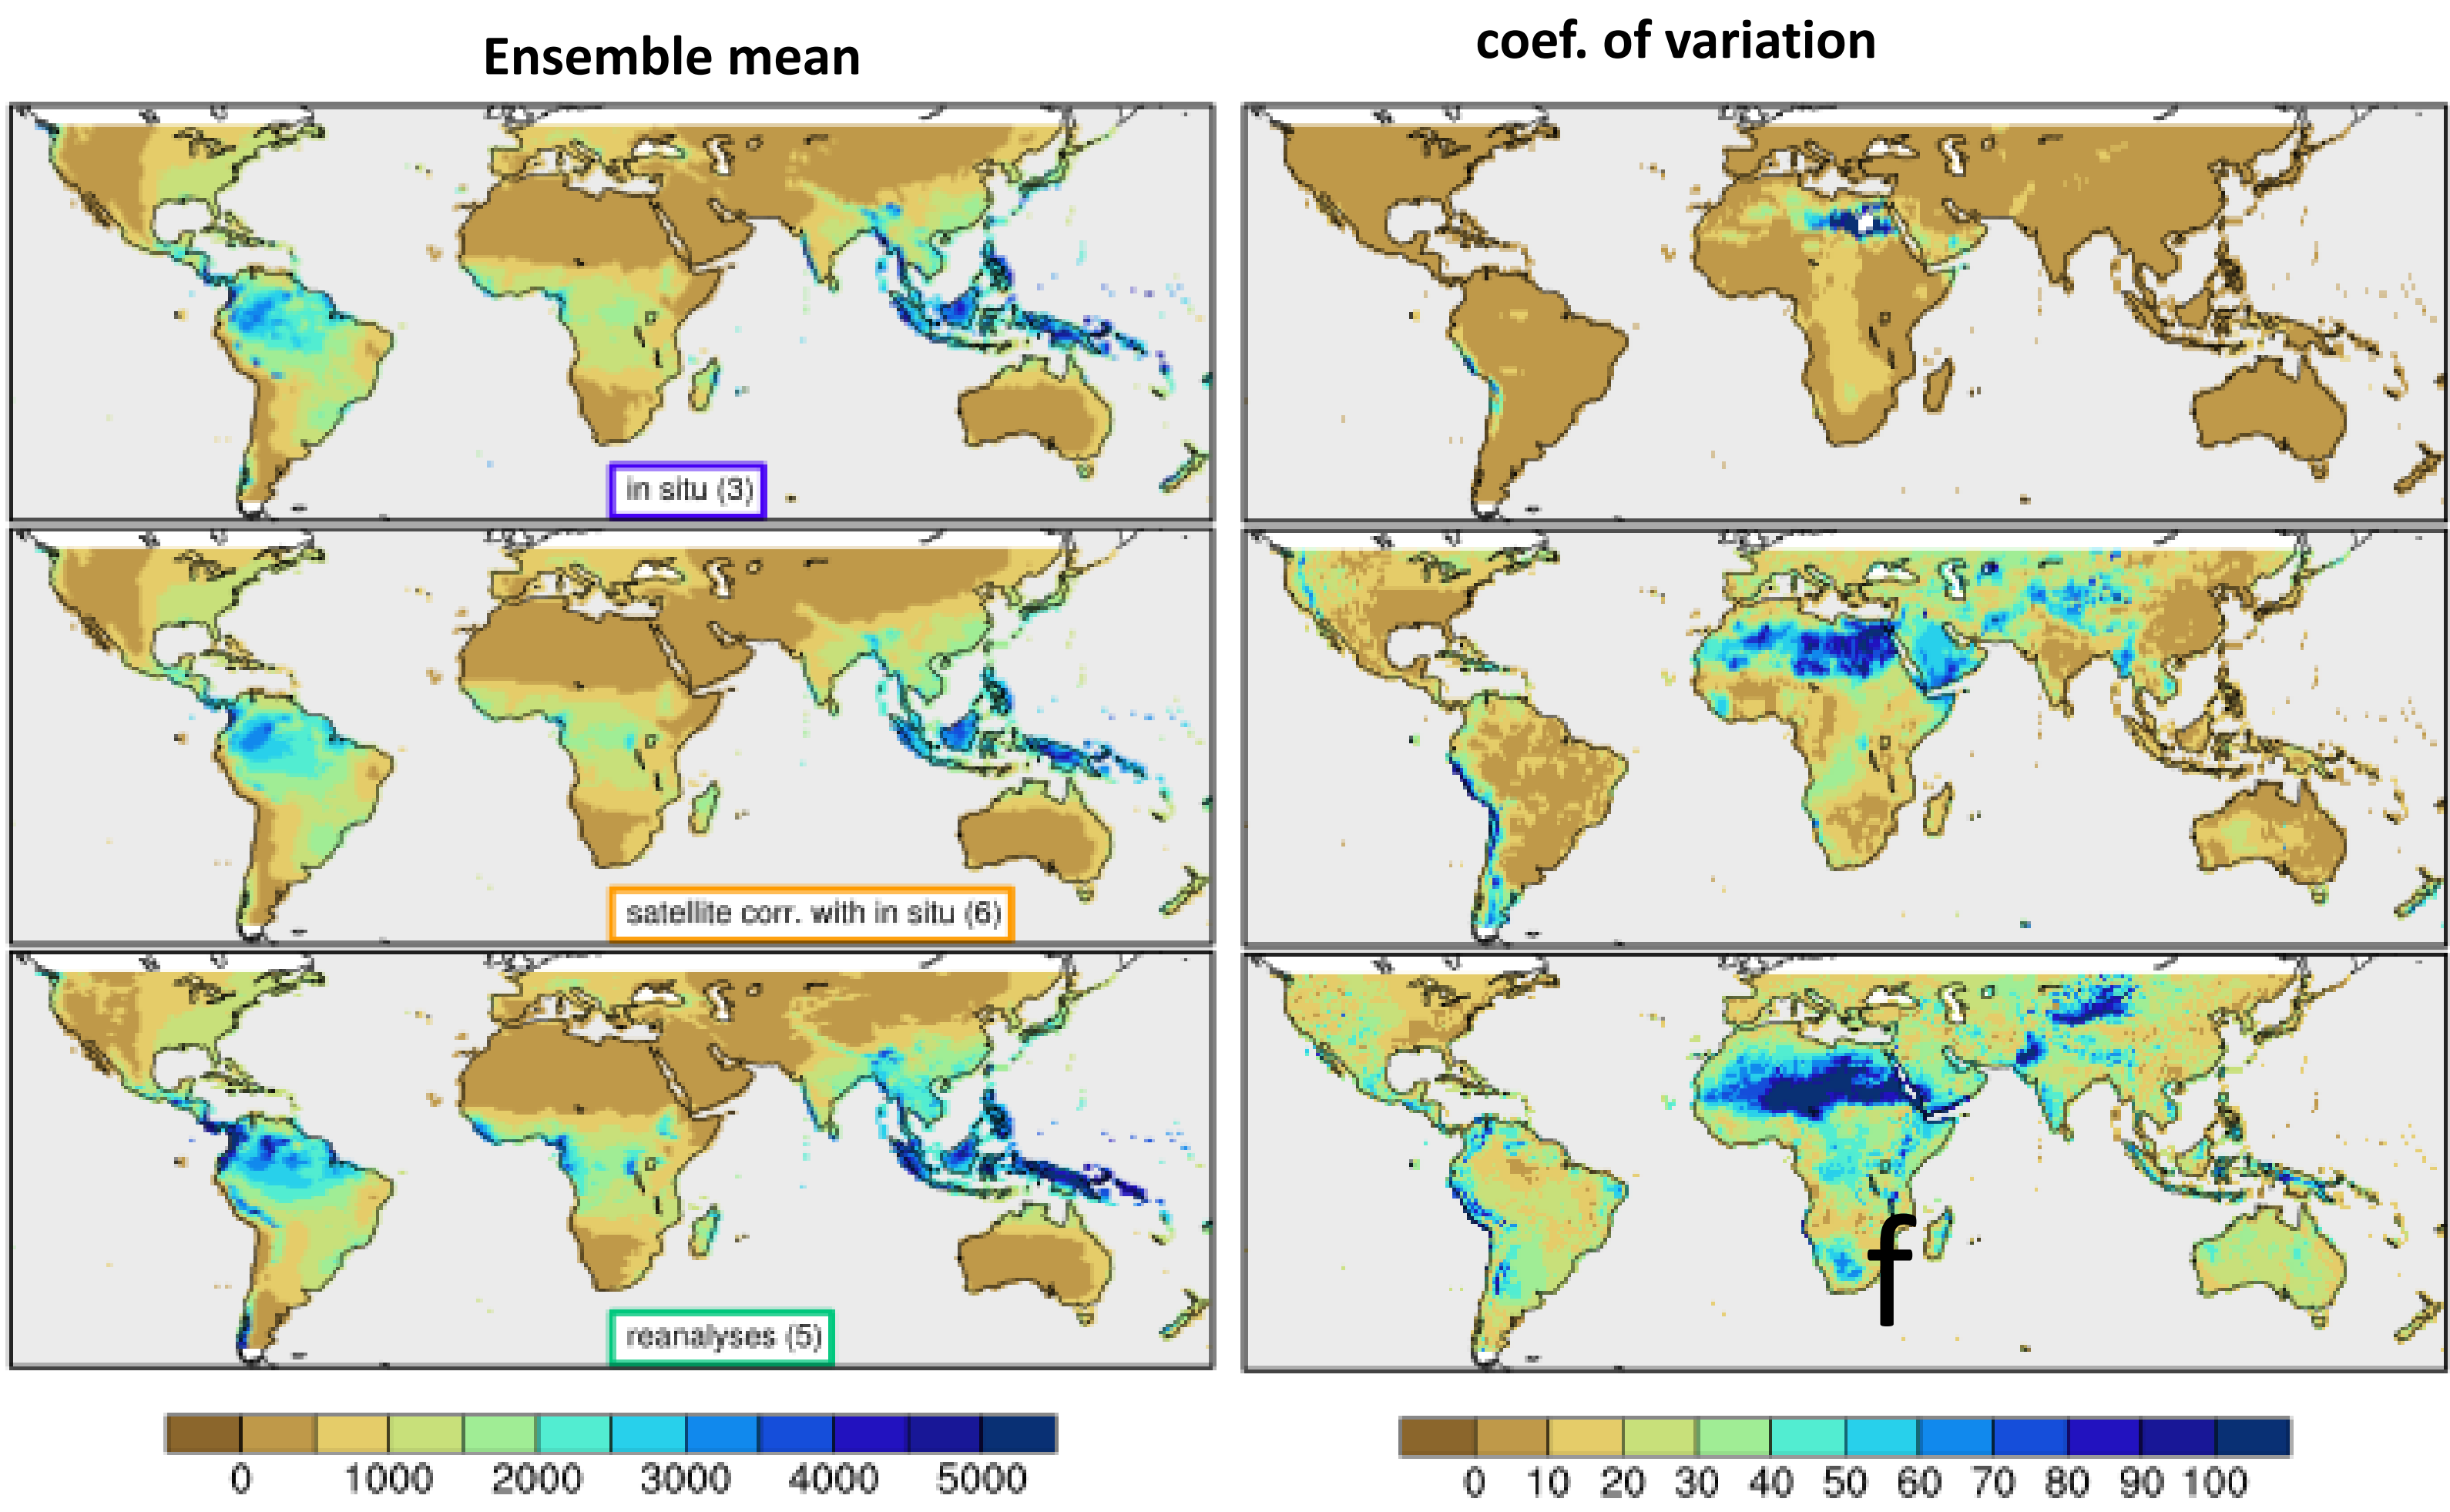 Ensemble mean
coef. of variation
in situ (3)
satellite corr. with in situ (6)
reanalyses (5)
f
0 1000 2000 3000 4000 5000
0 10 20 30 40 50 60 70 80 90 100